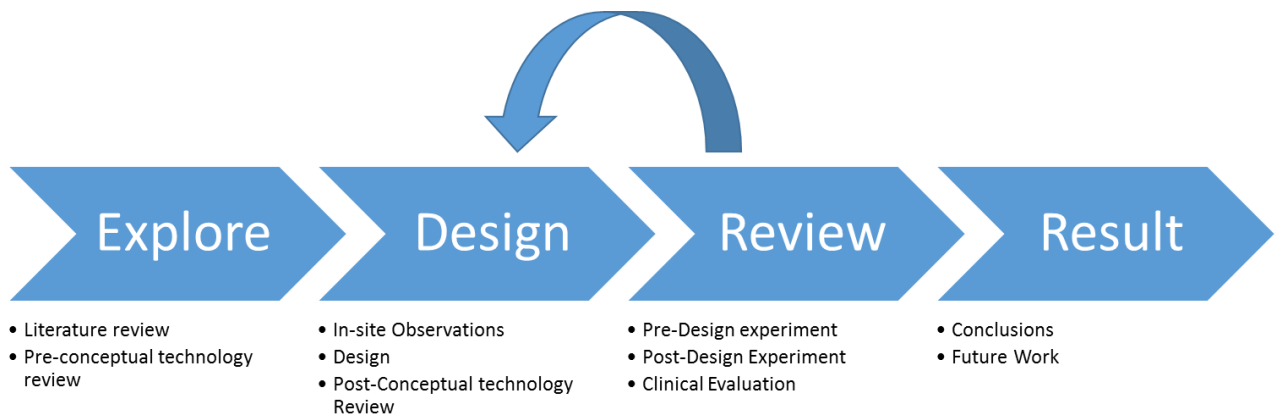 Explore
Design
Review
Result
• Literature review
• Pre-conceptual technology
review
• In-site Observations
• Design
• Post-Conceptual technology
Review
• Pre-Design experiment
• Post-Design Experiment
• Clinical Evaluation
• Conclusions
• Future Work